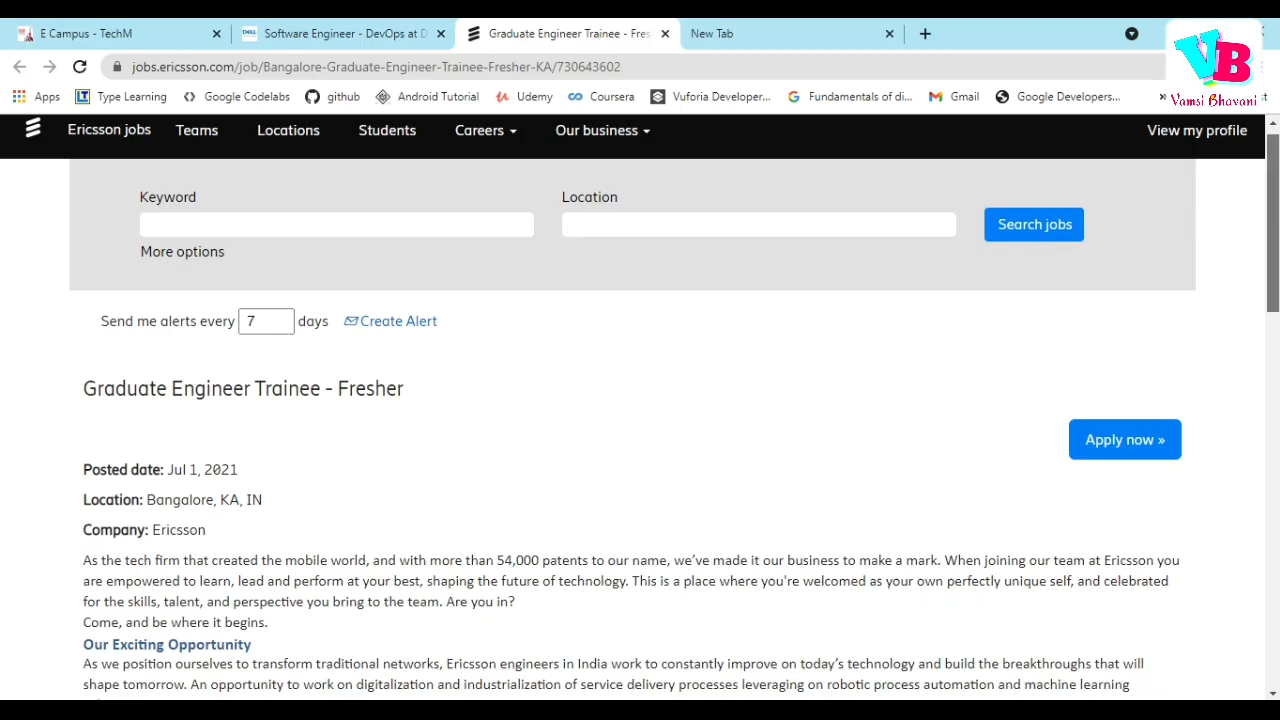 E Campus - TechM
DELL
Software Engineer - DevOps at D
Graduate Engineer Trainee - Fres
New Tab
jobs.ericsson.com/job/Bangalore-Graduate-Engineer-Trainee-Fresher-KA/730643602
VB
Vamsi Bhavani
Apps
LT
Type Learning
Google Codelabs
github
Android Tutorial
Udemy
Coursera
Vuforia Developer...
Fundamentals of di...
Gmail
Google Developers...
»
Ericsson jobs
Teams
Locations
Students
Careers
Our business
View my profile
Keyword
Location
Search jobs
More options
Send me alerts every 7 days Create Alert
Graduate Engineer Trainee - Fresher
Apply now »
Posted date: Jul 1, 2021
Location: Bangalore, KA, IN
Company: Ericsson
As the tech firm that created the mobile world, and with more than 54,000 patents to our name, we’ve made it our business to make a mark. When joining our team at Ericsson you
are empowered to learn, lead and perform at your best, shaping the future of technology. This is a place where you're welcomed as your own perfectly unique self, and celebrated
for the skills, talent, and perspective you bring to the team. Are you in?
Come, and be where it begins.
Our Exciting Opportunity
As we position ourselves to transform traditional networks, Ericsson engineers in India work to constantly improve on today’s technology and build the breakthroughs that will
shape tomorrow. An opportunity to work on digitalization and industrialization of service delivery processes leveraging on robotic process automation and machine learning